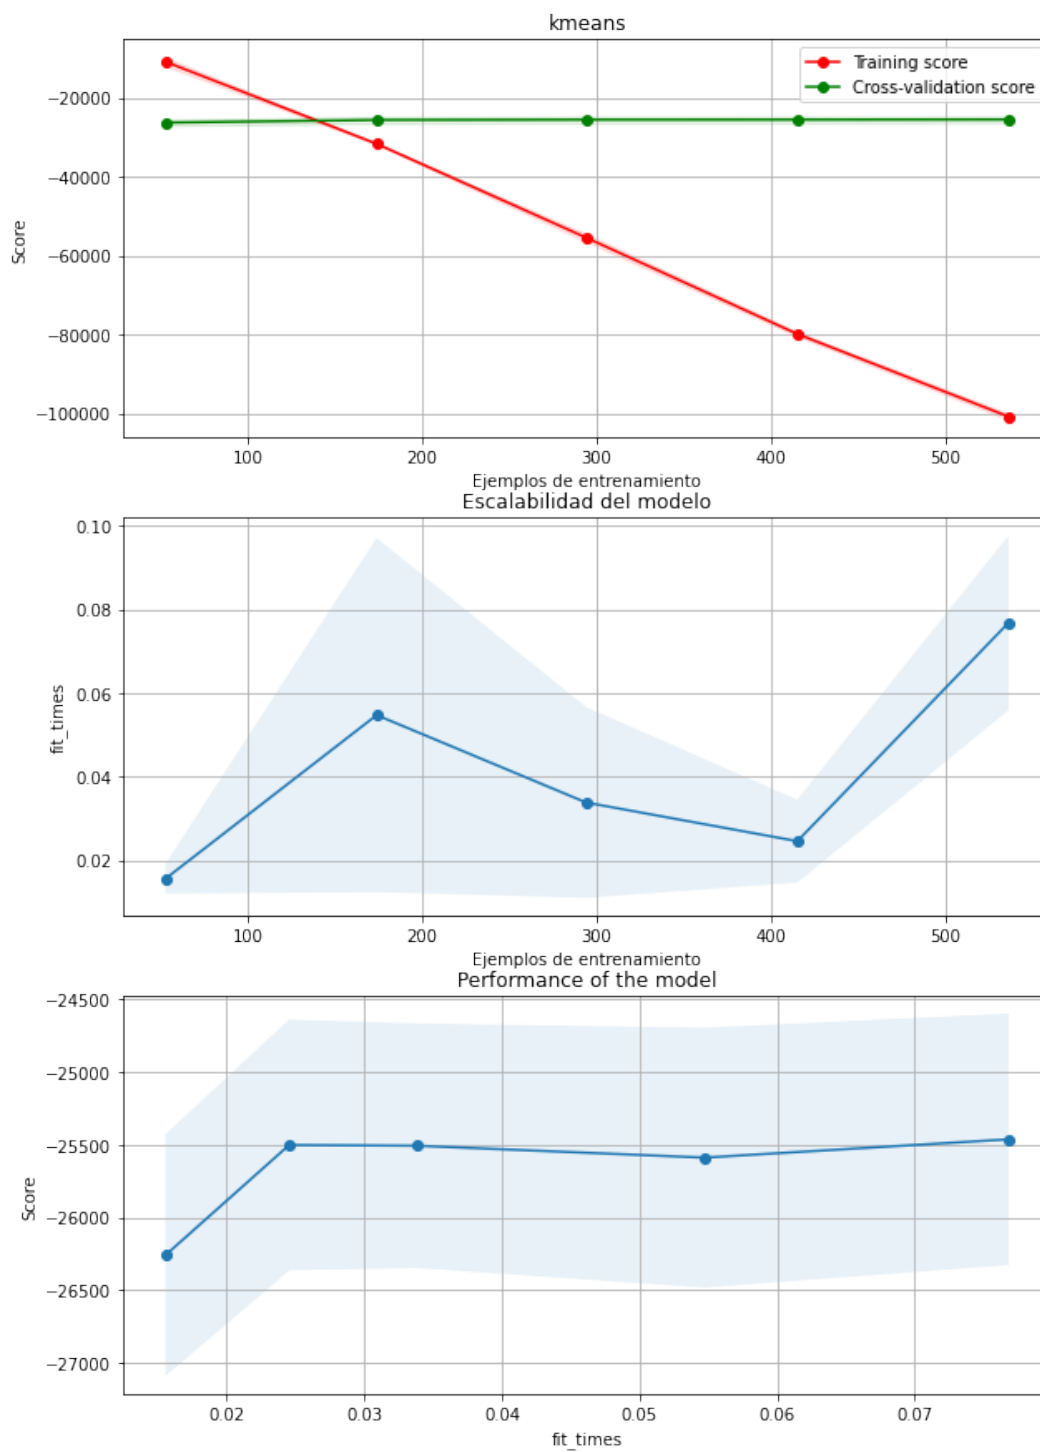 kmeans
Training score
Cross-validation score
−20000
−40000
−60000
−80000
−100000
Score
100
200
300
400
500
Ejemplos de entrenamiento
Escalabilidad del modelo
0.10
0.08
0.06
0.04
0.02
fit_times
100
200
300
400
500
Ejemplos de entrenamiento
Performance of the model
−24500
−25000
−25500
−26000
−26500
−27000
Score
0.02
0.03
0.04
0.05
0.06
0.07
fit_times